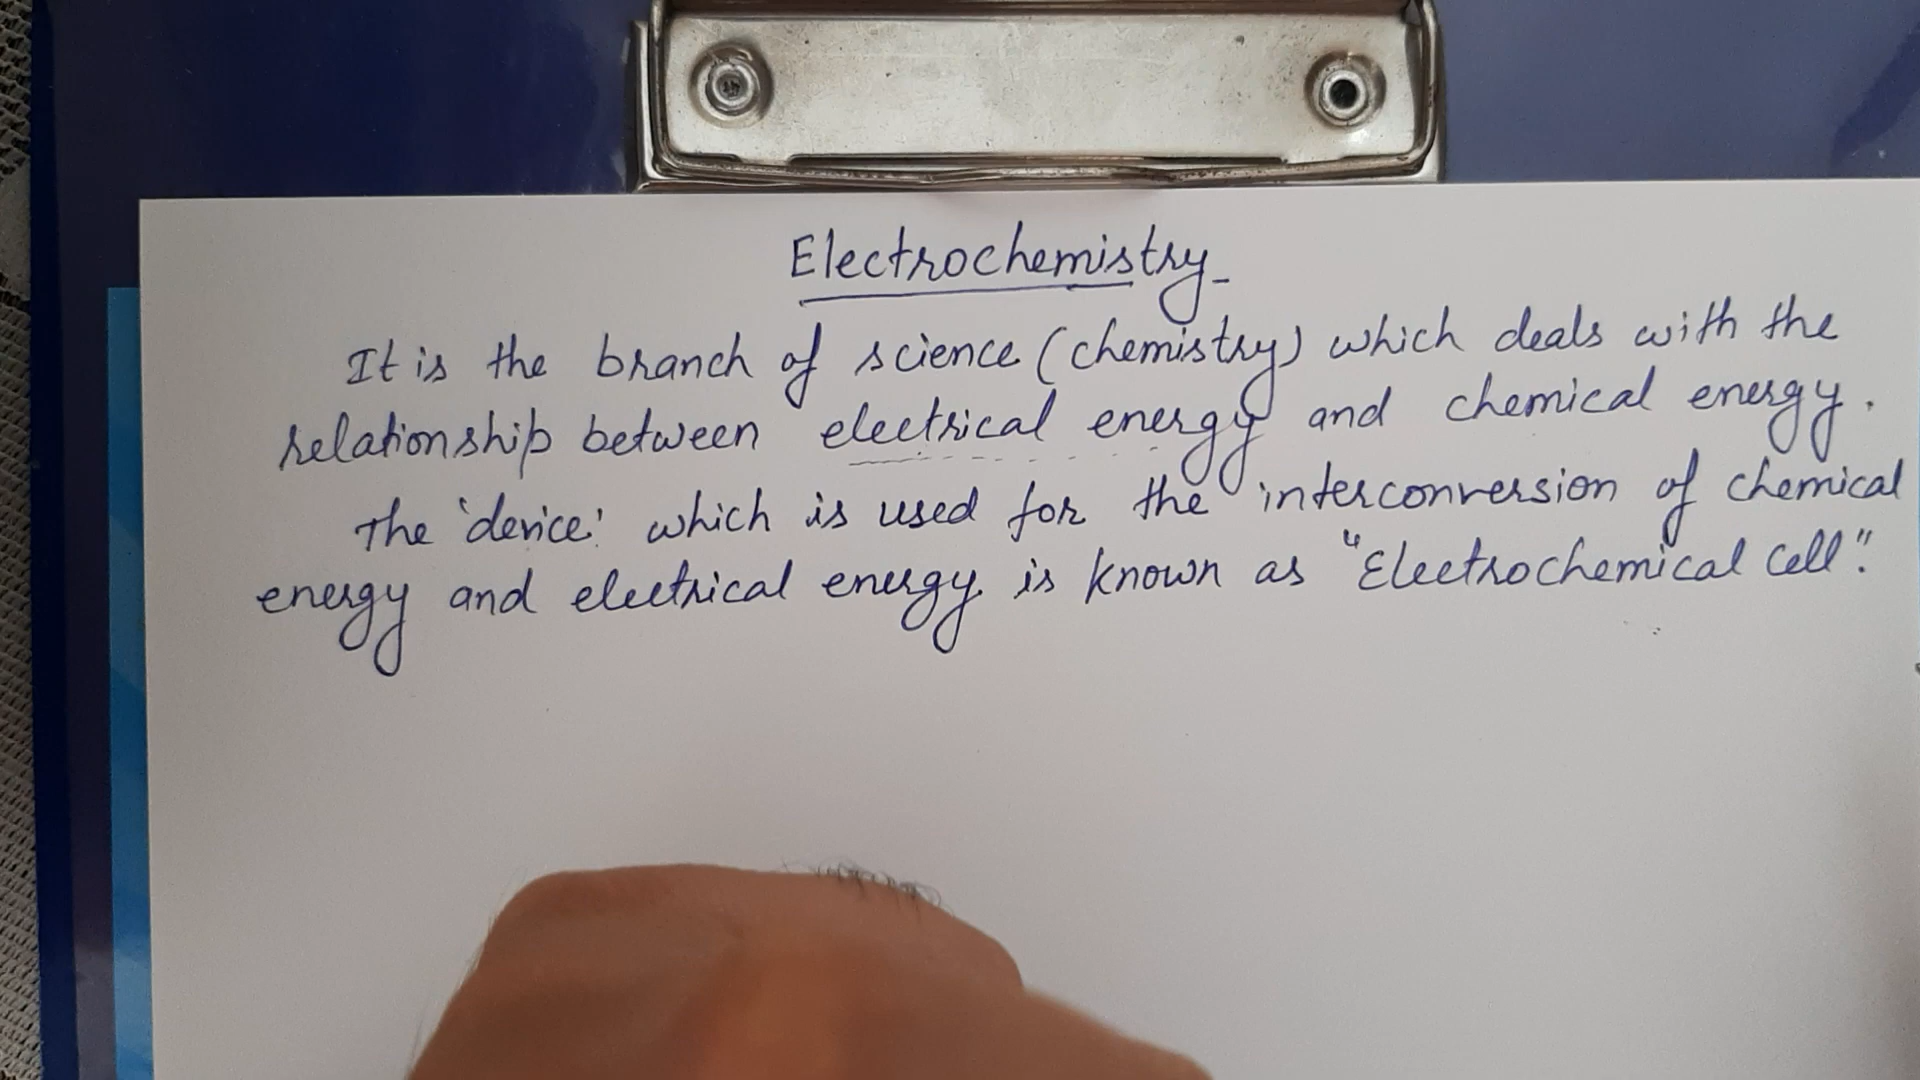 Electrochemistry
It is the branch of science (chemistry) which deals with the
relationship between electrical energy and chemical energy.
The 'device' which is used for the interconversion of chemical
energy and electrical energy is known as "Electrochemical Cell".